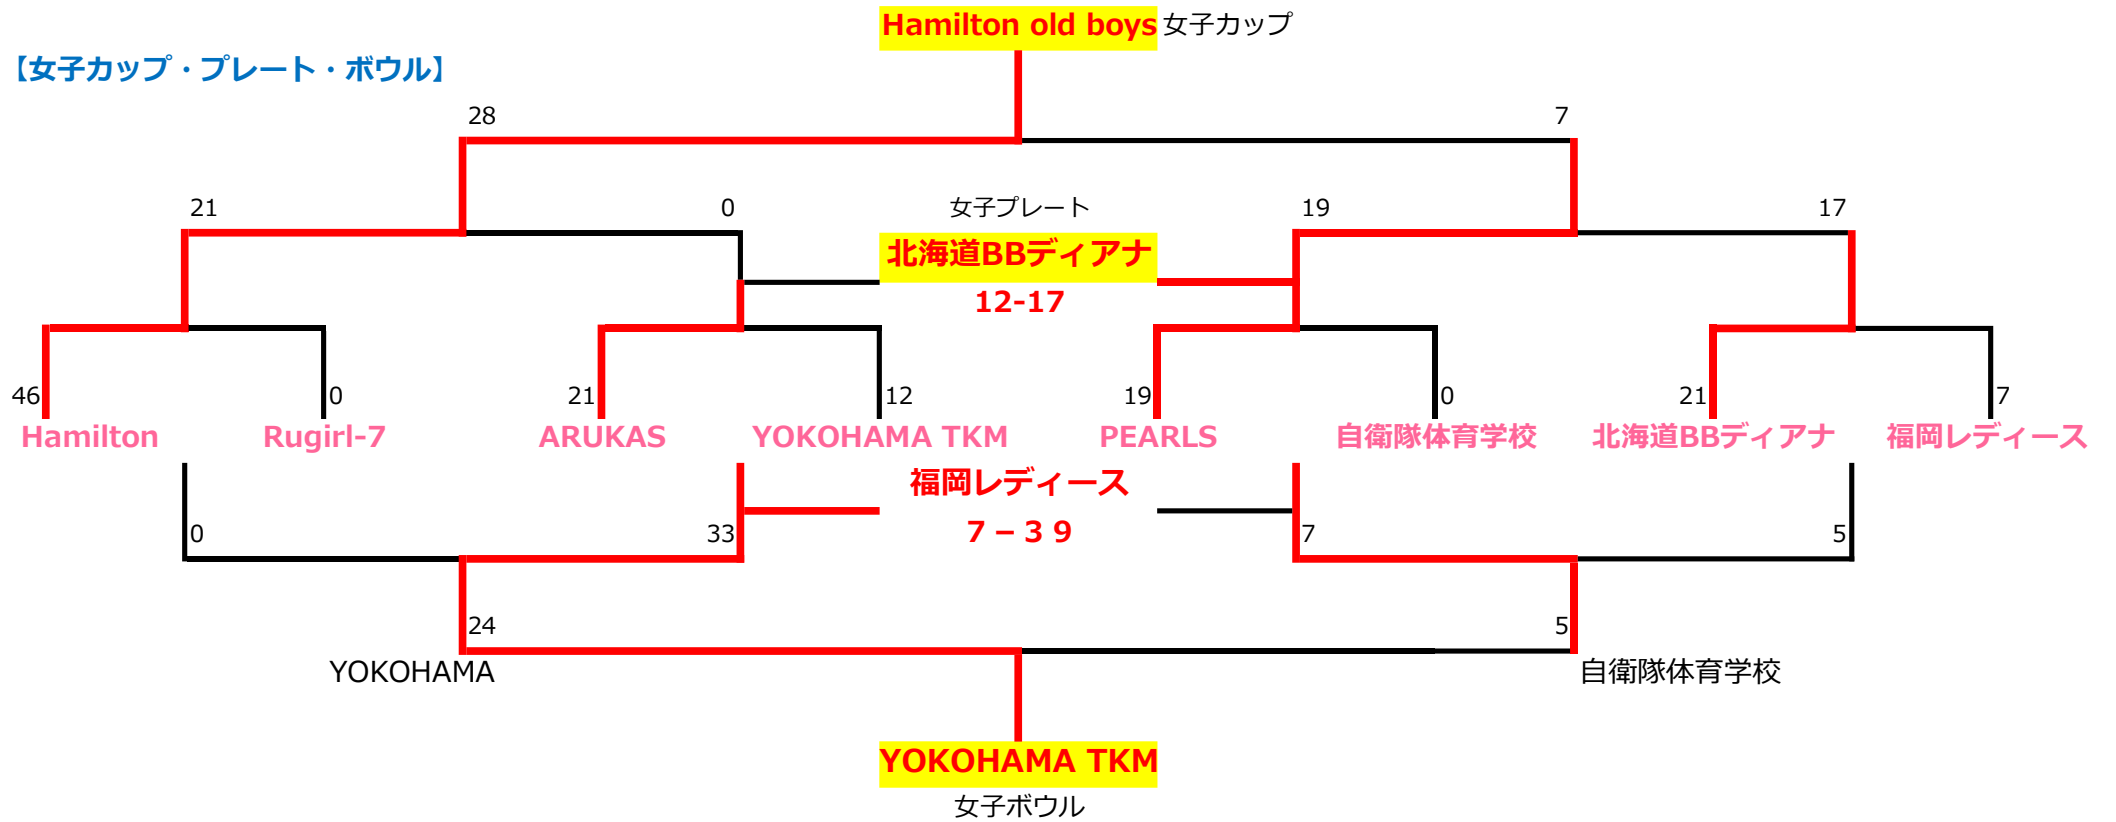 Hamilton old boys 女子カップ
【女子カップ・プレート・ボウル】
28 7
21 0 女子プレート 19 17
北海道BBディアナ
12-17
46 0 21 12 19 0 21 7
Hamilton Rugirl-7 ARUKAS YOKOHAMA TKM PEARLS 自衛隊体育学校 北海道BBディアナ 福岡レディース
福岡レディース
7－39
0 33 7 5
24 5
YOKOHAMA 自衛隊体育学校
YOKOHAMA TKM
女子ボウル